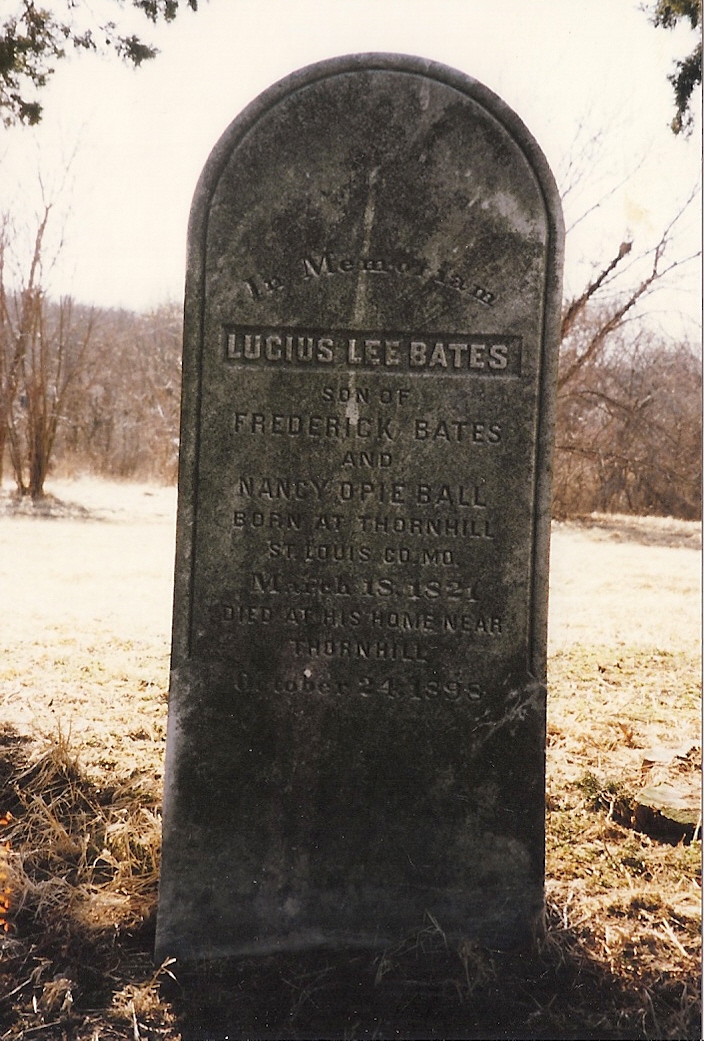 In Memoriam
LUCIUS LEE BATES
SON OF
FREDERICK BATES
AND
NANCY OPIE BALL
BORN AT THORNHILL
ST. LOUIS CO. MO.
March 18, 1821
DIED AT HIS HOME NEAR
THORNHILL
October 24, 1898